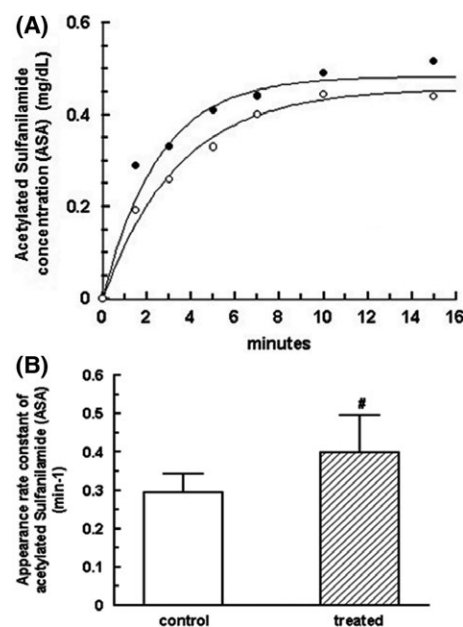 (A)
Acetylated Sulfanilamide
concentration (ASA) (mg/dL)
0.6
0.4
0.2
0
0 2 4 6 8 10 12 14 16
minutes
(B)
Appearance rate constant of
acetylated Sulfanilamide (ASA)
(min-1)
0.6
0.5
0.4
0.3
0.2
0.1
0
#
control treated